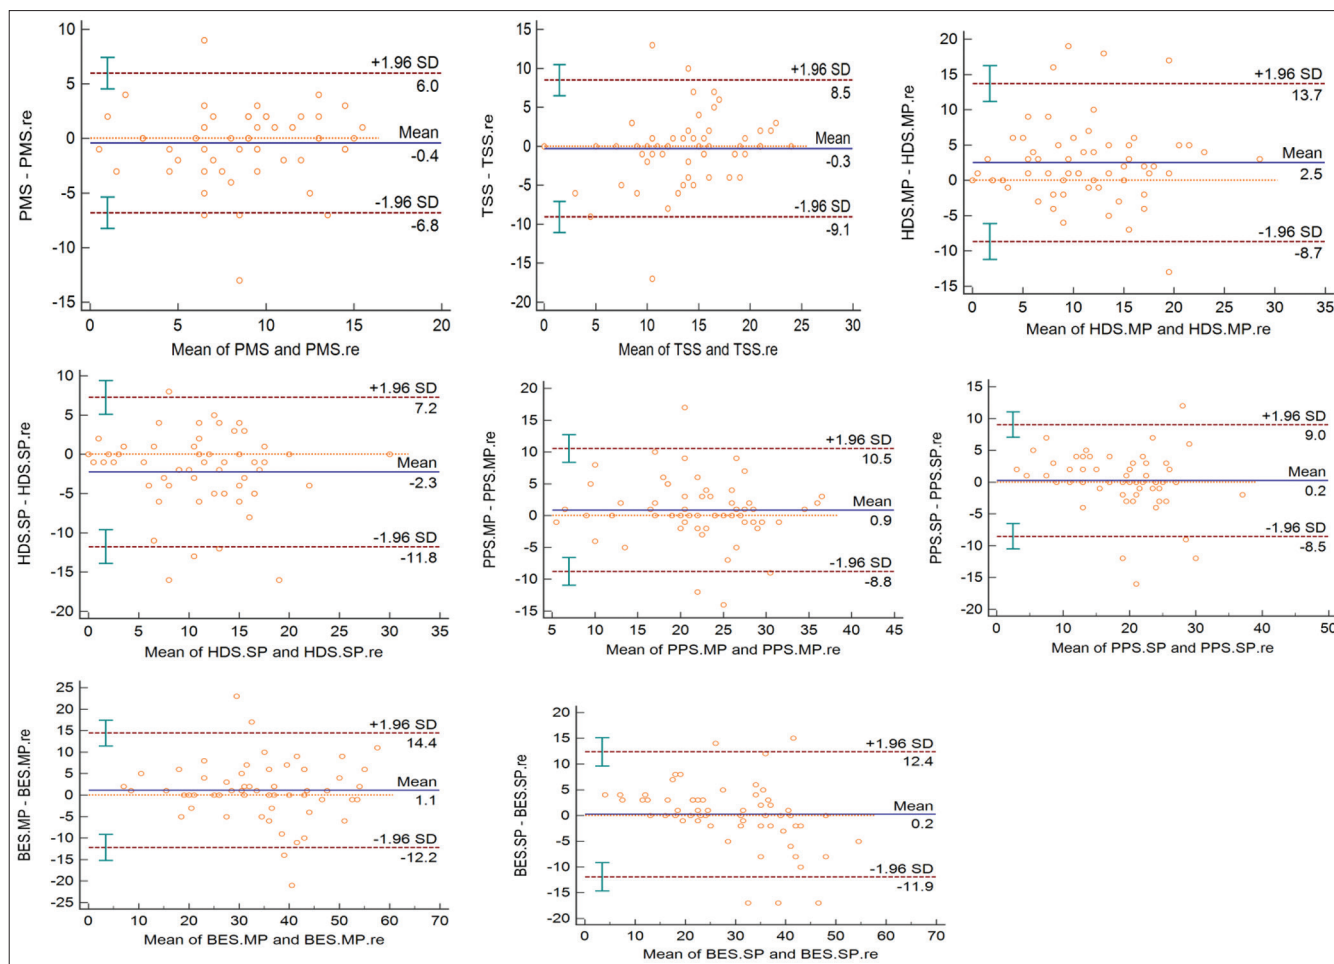 10
5
0
-5
-10
-15
PMS - PMS.re
+1.96 SD
6.0
Mean
-0.4
-1.96 SD
-6.8
0 5 10 15 20
Mean of PMS and PMS.re
15
10
5
0
-5
-10
-15
-20
TSS - TSS.re
+1.96 SD
8.5
Mean
-0.3
-1.96 SD
-9.1
0 5 10 15 20 25 30
Mean of TSS and TSS.re
20
15
10
5
0
-5
-10
-15
HDS.MP - HDS.MP.re
+1.96 SD
13.7
Mean
2.5
-1.96 SD
-8.7
0 5 10 15 20 25 30 35
Mean of HDS.MP and HDS.MP.re
10
5
0
-5
-10
-15
-20
HDS.SP - HDS.SP.re
+1.96 SD
7.2
Mean
-2.3
-1.96 SD
-11.8
0 5 10 15 20 25 30 35
Mean of HDS.SP and HDS.SP.re
20
15
10
5
0
-5
-10
-15
PPS.MP - PPS.MP.re
+1.96 SD
10.5
Mean
0.9
-1.96 SD
-8.8
5 10 15 20 25 30 35 40 45
Mean of PPS.MP and PPS.MP.re
15
10
5
0
-5
-10
-15
-20
PPS.SP - PPS.SP.re
+1.96 SD
9.0
Mean
0.2
-1.96 SD
-8.5
0 10 20 30 40 50
Mean of PPS.SP and PPS.SP.re
25
20
15
10
5
0
-5
-10
-15
-20
-25
BES.MP - BES.MP.re
+1.96 SD
14.4
Mean
1.1
-1.96 SD
-12.2
0 10 20 30 40 50 60 70
Mean of BES.MP and BES.MP.re
20
15
10
5
0
-5
-10
-15
-20
BES.SP - BES.SP.re
+1.96 SD
12.4
Mean
0.2
-1.96 SD
-11.9
0 10 20 30 40 50 60 70
Mean of BES.SP and BES.SP.re